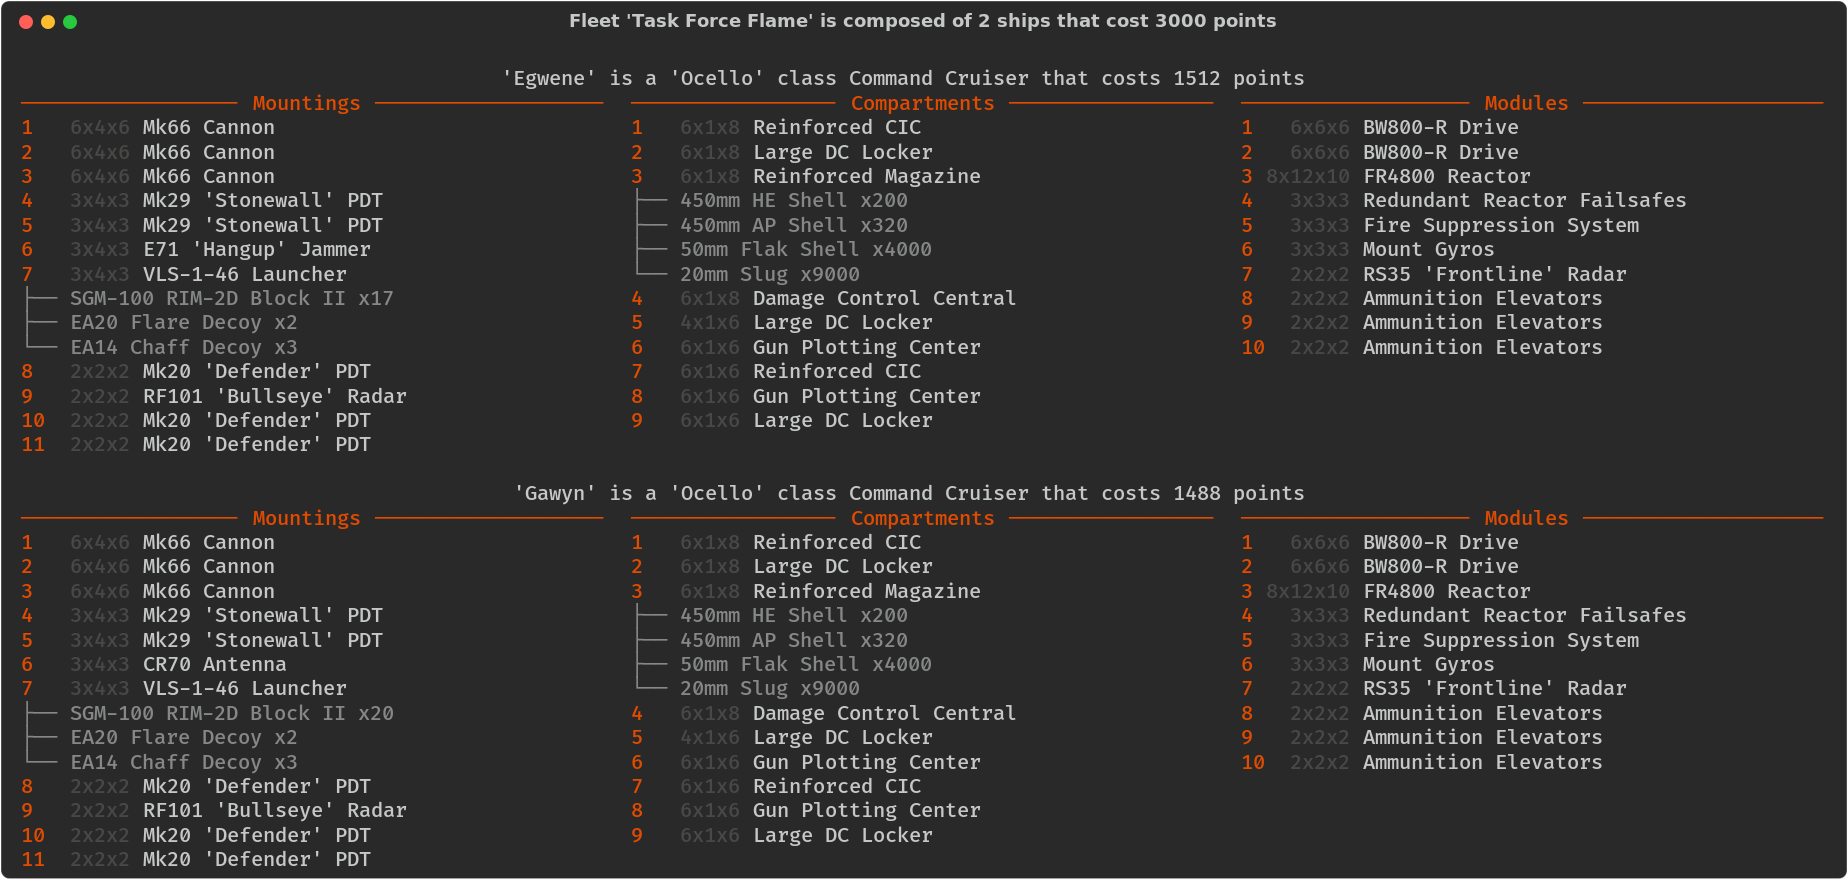 Fleet 'Task Force Flame' is composed of 2 ships that cost 3000 points
'Egwene' is a 'Ocello' class Command Cruiser that costs 1512 points
Mountings
1 6x4x6 Mk66 Cannon
2 6x4x6 Mk66 Cannon
3 6x4x6 Mk66 Cannon
4 3x4x3 Mk29 'Stonewall' PDT
5 3x4x3 Mk29 'Stonewall' PDT
6 3x4x3 E71 'Hangup' Jammer
7 3x4x3 VLS-1-46 Launcher
SGM-100 RIM-2D Block II x17
EA20 Flare Decoy x2
EA14 Chaff Decoy x3
8 2x2x2 Mk20 'Defender' PDT
9 2x2x2 RF101 'Bullseye' Radar
10 2x2x2 Mk20 'Defender' PDT
11 2x2x2 Mk20 'Defender' PDT
Compartments
1 6x1x8 Reinforced CIC
2 6x1x8 Large DC Locker
3 6x1x8 Reinforced Magazine
450mm HE Shell x200
450mm AP Shell x320
50mm Flak Shell x4000
20mm Slug x9000
4 6x1x8 Damage Control Central
5 4x1x6 Large DC Locker
6 6x1x6 Gun Plotting Center
7 6x1x6 Reinforced CIC
8 6x1x6 Gun Plotting Center
9 6x1x6 Large DC Locker
Modules
1 6x6x6 BW800-R Drive
2 6x6x6 BW800-R Drive
3 8x12x10 FR4800 Reactor
4 3x3x3 Redundant Reactor Failsafes
5 3x3x3 Fire Suppression System
6 3x3x3 Mount Gyros
7 2x2x2 RS35 'Frontline' Radar
8 2x2x2 Ammunition Elevators
9 2x2x2 Ammunition Elevators
10 2x2x2 Ammunition Elevators
'Gawyn' is a 'Ocello' class Command Cruiser that costs 1488 points
Mountings
1 6x4x6 Mk66 Cannon
2 6x4x6 Mk66 Cannon
3 6x4x6 Mk66 Cannon
4 3x4x3 Mk29 'Stonewall' PDT
5 3x4x3 Mk29 'Stonewall' PDT
6 3x4x3 CR70 Antenna
7 3x4x3 VLS-1-46 Launcher
SGM-100 RIM-2D Block II x20
EA20 Flare Decoy x2
EA14 Chaff Decoy x3
8 2x2x2 Mk20 'Defender' PDT
9 2x2x2 RF101 'Bullseye' Radar
10 2x2x2 Mk20 'Defender' PDT
11 2x2x2 Mk20 'Defender' PDT
Compartments
1 6x1x8 Reinforced CIC
2 6x1x8 Large DC Locker
3 6x1x8 Reinforced Magazine
450mm HE Shell x200
450mm AP Shell x320
50mm Flak Shell x4000
20mm Slug x9000
4 6x1x8 Damage Control Central
5 4x1x6 Large DC Locker
6 6x1x6 Gun Plotting Center
7 6x1x6 Reinforced CIC
8 6x1x6 Gun Plotting Center
9 6x1x6 Large DC Locker
Modules
1 6x6x6 BW800-R Drive
2 6x6x6 BW800-R Drive
3 8x12x10 FR4800 Reactor
4 3x3x3 Redundant Reactor Failsafes
5 3x3x3 Fire Suppression System
6 3x3x3 Mount Gyros
7 2x2x2 RS35 'Frontline' Radar
8 2x2x2 Ammunition Elevators
9 2x2x2 Ammunition Elevators
10 2x2x2 Ammunition Elevators